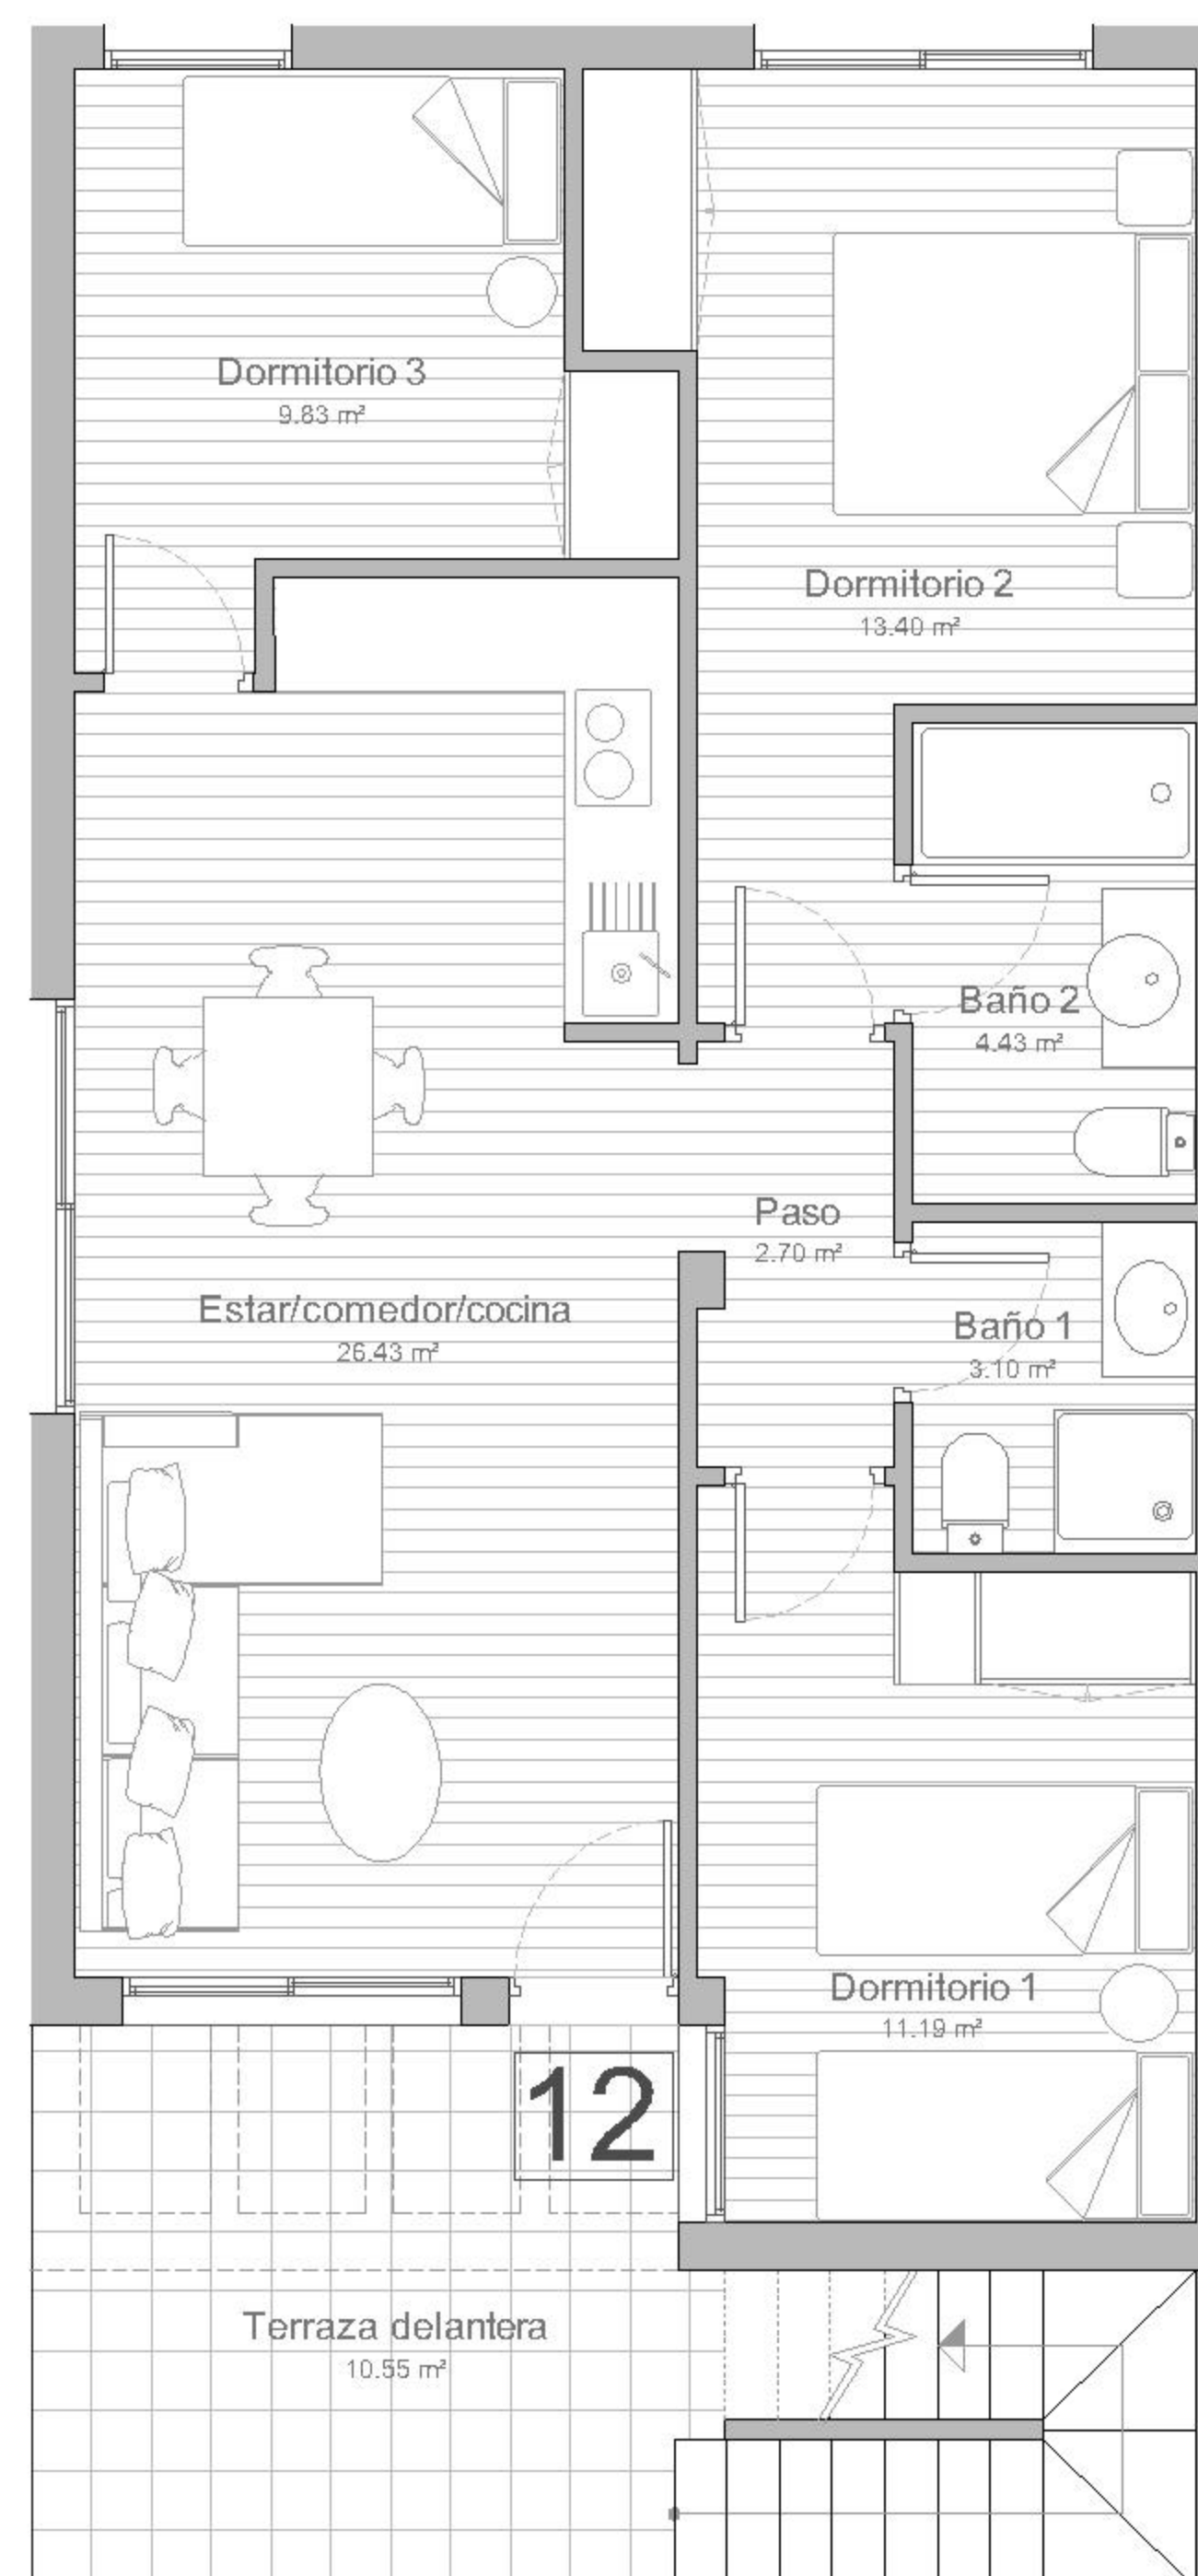 Dormitorio 3
9.83 m²
Dormitorio 2
13.40 m²
Baño 2
4.43 m²
Paso
2.70 m²
Estar/comedor/cocina
26.43 m²
Baño 1
3.10 m²
Dormitorio 1
11.19 m²
12
Terraza delantera
10.55 m²